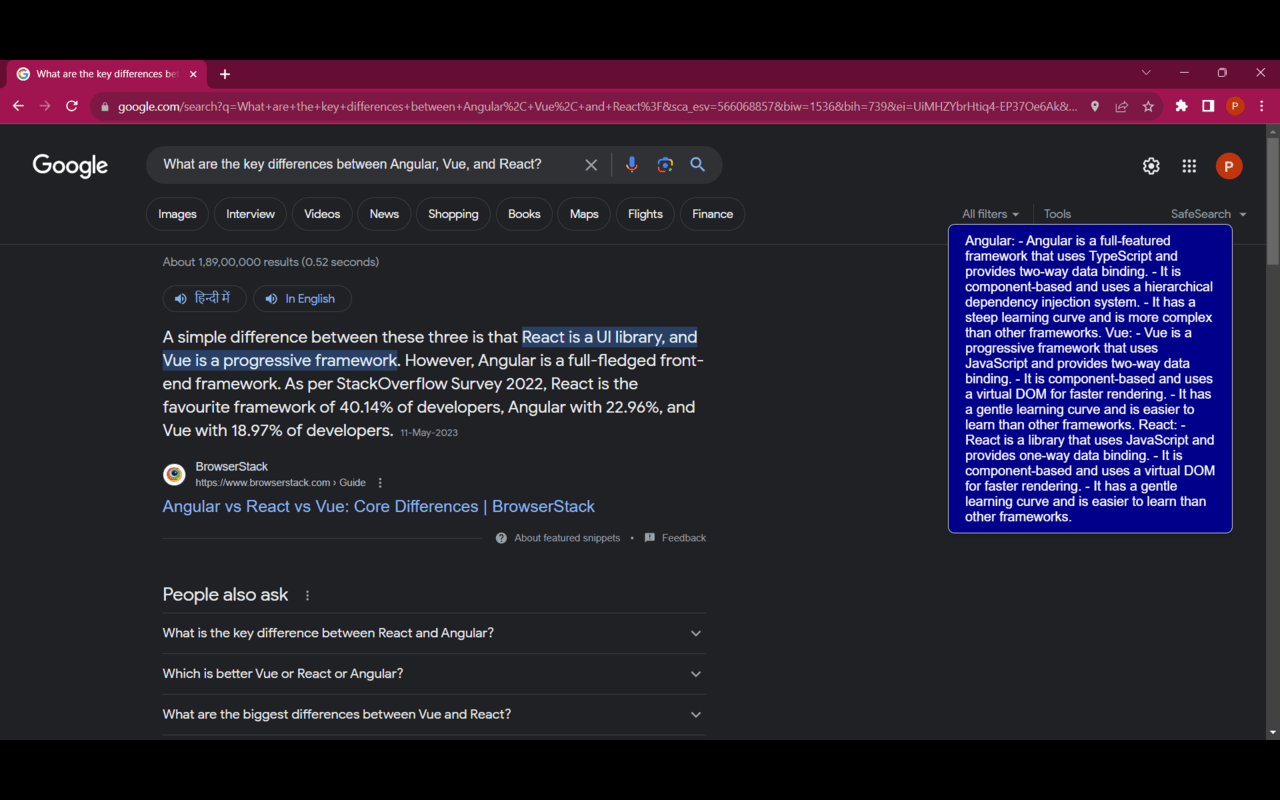 What are the key differences be
google.com/search?q=What+are+the+key+differences+between+Angular%2C+Vue%2C+and+React%3F&sca_esv=566068857&biw=1536&bih=739&ei=UiMHZYbrHtiq4-EP37Oe6Ak&...
P
Google
What are the key differences between Angular, Vue, and React?
P
Images
Interview
Videos
News
Shopping
Books
Maps
Flights
Finance
All filters
Tools
SafeSearch
About 1,89,00,000 results (0.52 seconds)
हिन्दी में
In English
A simple difference between these three is that React is a UI library, and
Vue is a progressive framework. However, Angular is a full-fledged front-
end framework. As per StackOverflow Survey 2022, React is the
favourite framework of 40.14% of developers, Angular with 22.96%, and
Vue with 18.97% of developers. 11-May-2023
BrowserStack
https://www.browserstack.com › Guide
Angular vs React vs Vue: Core Differences | BrowserStack
About featured snippets • Feedback
People also ask
What is the key difference between React and Angular?
Which is better Vue or React or Angular?
What are the biggest differences between Vue and React?
Angular: - Angular is a full-featured
framework that uses TypeScript and
provides two-way data binding. - It is
component-based and uses a hierarchical
dependency injection system. - It has a
steep learning curve and is more complex
than other frameworks. Vue: - Vue is a
progressive framework that uses
JavaScript and provides two-way data
binding. - It is component-based and uses
a virtual DOM for faster rendering. - It has
a gentle learning curve and is easier to
learn than other frameworks. React: -
React is a library that uses JavaScript and
provides one-way data binding. - It is
component-based and uses a virtual DOM
for faster rendering. - It has a gentle
learning curve and is easier to learn than
other frameworks.